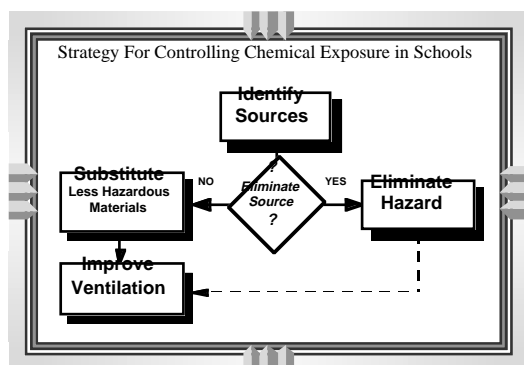 Strategy For Controlling Chemical Exposure in Schools
Identify
Sources
?
Eliminate
Source
?
NO
YES
Substitute
Less Hazardous
Materials
Eliminate
Hazard
Improve
Ventilation